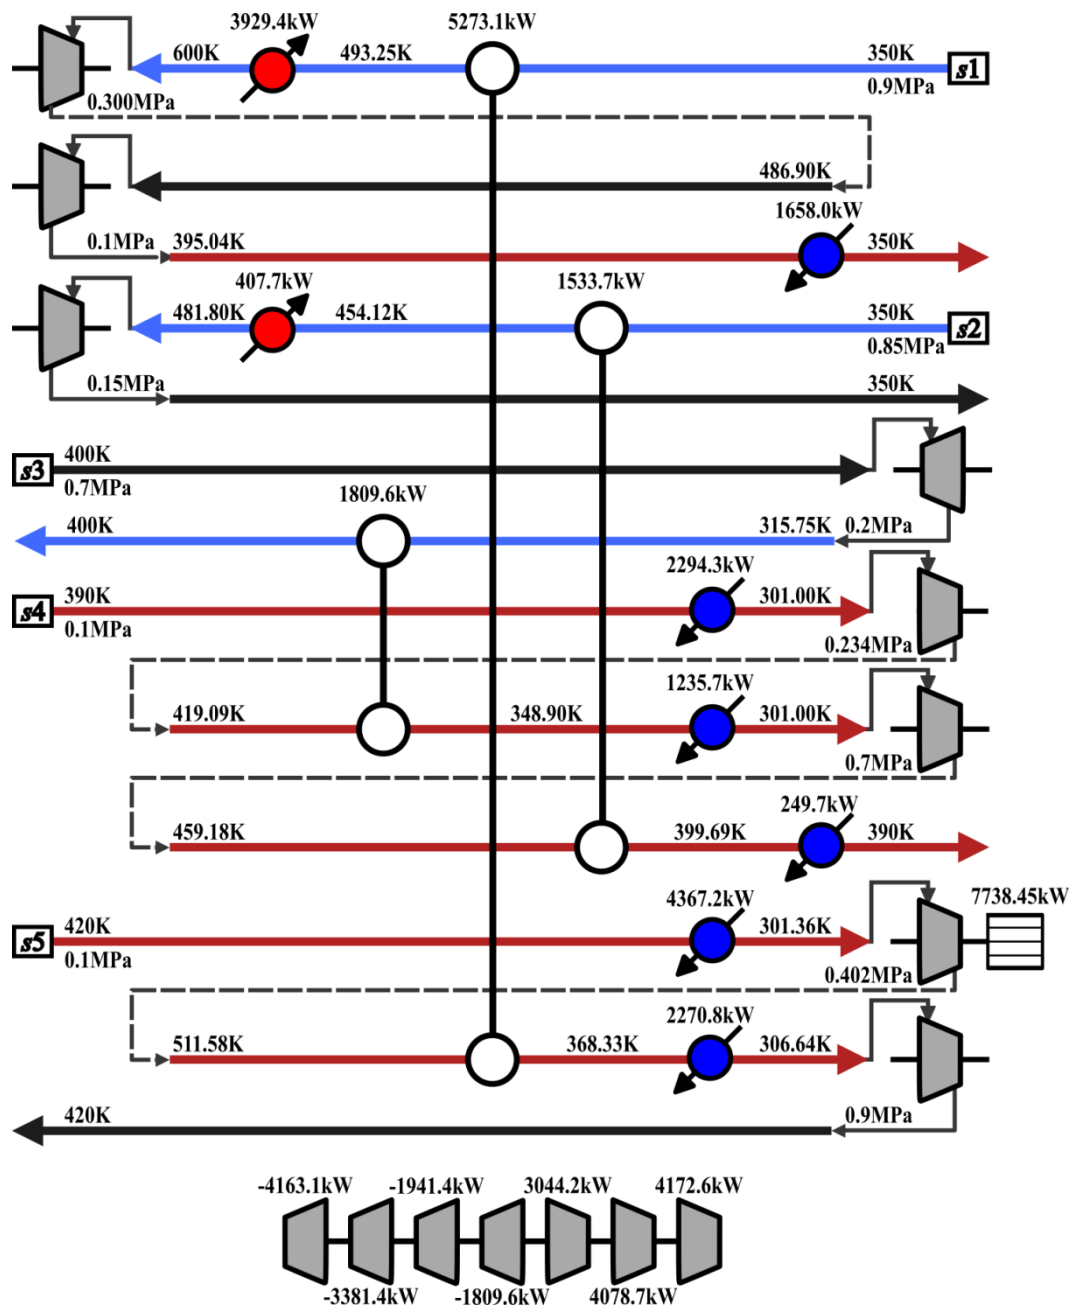 3929.4kW 5273.1kW
600K 493.25K 350K
s1
0.300MPa 0.9MPa
486.90K
1658.0kW
0.1MPa 395.04K 350K
407.7kW 1533.7kW
481.80K 454.12K 350K
s2
0.85MPa
0.15MPa 350K
400K
s3
0.7MPa
1809.6kW
400K 315.75K 0.2MPa
2294.3kW
390K 301.00K
s4
0.1MPa 0.234MPa
1235.7kW
419.09K 348.90K 301.00K
0.7MPa
249.7kW
459.18K 399.69K 390K
4367.2kW 7738.45kW
420K 301.36K
s5
0.1MPa 0.402MPa
2270.8kW
511.58K 368.33K 306.64K
420K 0.9MPa
-4163.1kW -1941.4kW 3044.2kW 4172.6kW
-3381.4kW -1809.6kW 4078.7kW